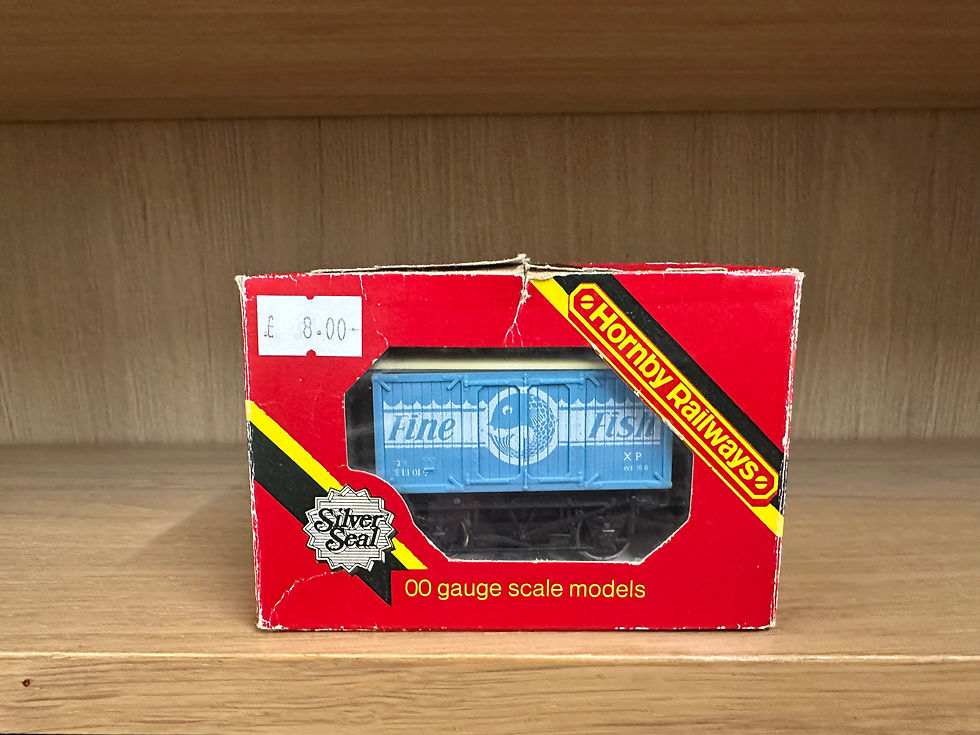 £ 8.00
Hornby Railways
Fine Fish
XP
Silver
Seal
00 gauge scale models